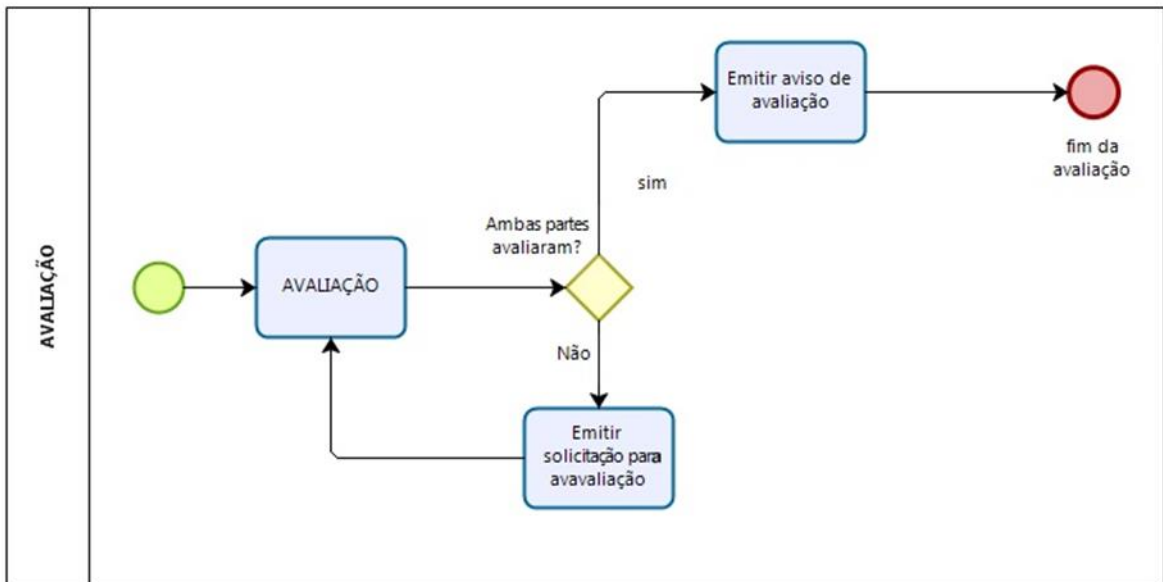 AVALIAÇÃO
Emitir aviso de
avaliação
fim da
avaliação
sim
Ambas partes
avaliaram?
AVALIAÇÃO
Não
Emitir
solicitação para
avavaliação